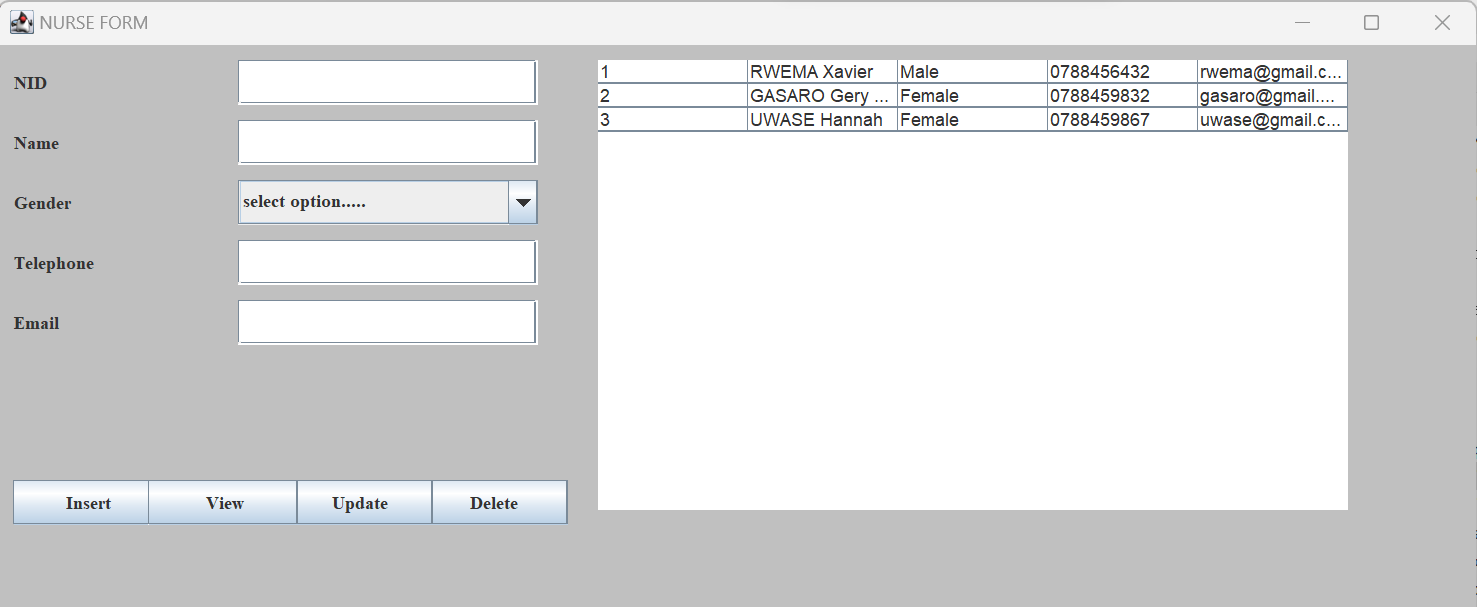 NURSE FORM
NID
Name
Gender
select option.....
Telephone
Email
Insert View Update Delete
1 RWEMA Xavier Male 0788456432 rwema@gmail.c...
2 GASARO Gery ... Female 0788459832 gasaro@gmail....
3 UWASE Hannah Female 0788459867 uwase@gmail.c...